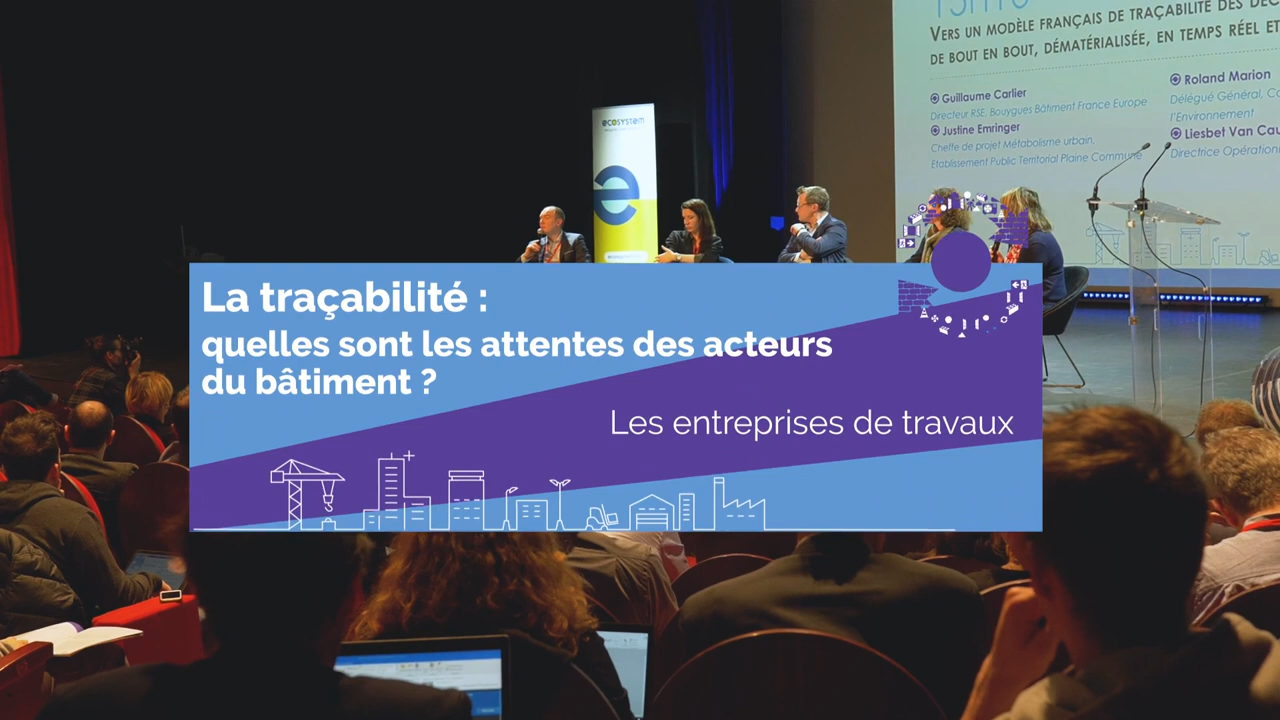 VERS UN MODÈLE FRANÇAIS DE TRAÇABILITÉ DES
DE BOUT EN BOUT, DÉMATÉRIALISÉE, EN TEMPS RÉEL ET
Guillaume Carlier
Directeur RSE, Bouygues Bâtiment France Europe
Justine Emringer
Cheffe de projet Métabolisme urbain,
Etablissement Public Territorial Plaine Commune
Roland Marion
Délégué Général,
l'Environnement
Liesbet Van
Directrice
ecosystem
e
La traçabilité :
quelles sont les attentes des acteurs
du bâtiment ?
Les entreprises de travaux